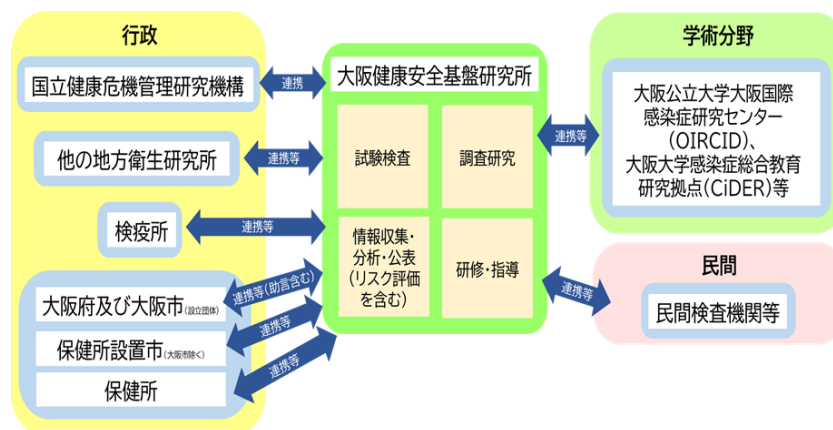 行政
国立健康危機管理研究機構
連携
他の地方衛生研究所
連携等
検疫所
連携等
大阪府及び大阪市(設立団体)
連携等(助言含む)
保健所設置市(大阪市除く)
連携等
保健所
連携等
大阪健康安全基盤研究所
試験検査
調査研究
情報収集・
分析・公表
(リスク評価
を含む)
研修・指導
学術分野
連携等
大阪公立大学大阪国際
感染症研究センター
(OIRCID)、
大阪大学感染症総合教育
研究拠点(CiDER)等
民間
連携等
民間検査機関等